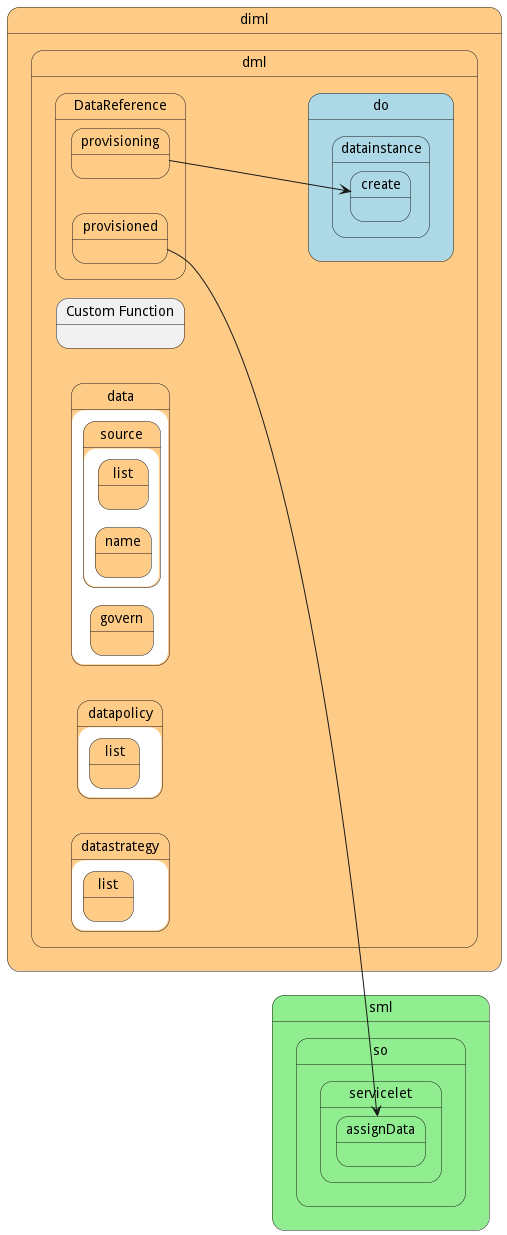 diml
dml
DataReference
do
provisioning
datainstance
create
provisioned
Custom Function
data
source
list
name
govern
datapolicy
list
datastrategy
list
sml
so
servicelet
assignData